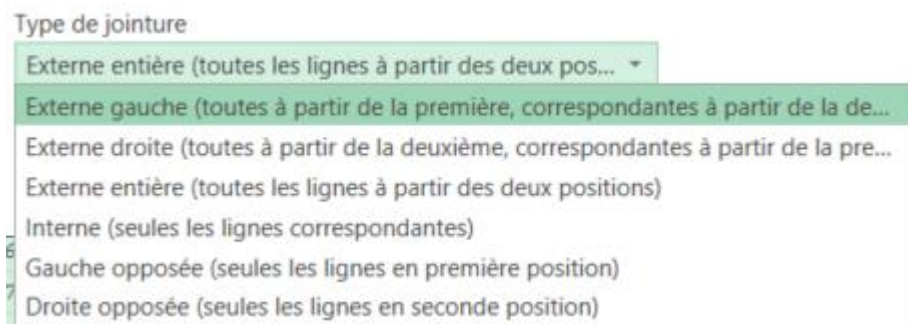 Type de jointure
Externe entière (toutes les lignes à partir des deux pos...
Externe gauche (toutes à partir de la première, correspondantes à partir de la de...
Externe droite (toutes à partir de la deuxième, correspondantes à partir de la pre...
Externe entière (toutes les lignes à partir des deux positions)
Interne (seules les lignes correspondantes)
Gauche opposée (seules les lignes en première position)
Droite opposée (seules les lignes en seconde position)